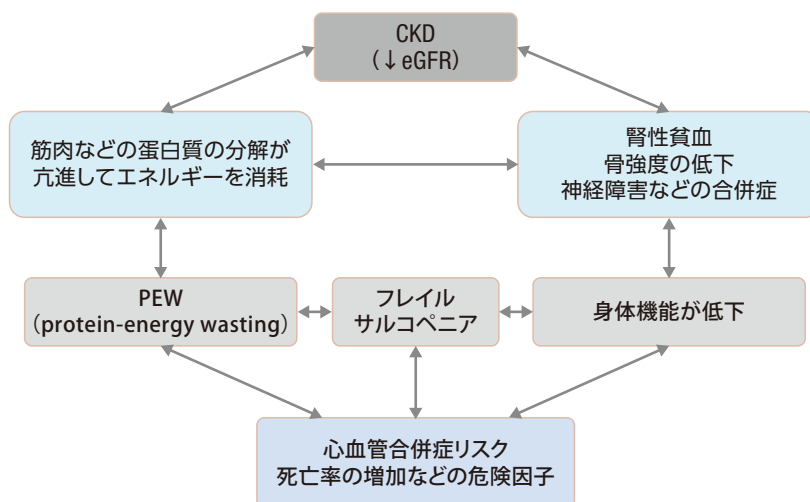 CKD
(↓eGFR)
筋肉などの蛋白質の分解が
亢進してエネルギーを消耗
腎性貧血
骨強度の低下
神経障害などの合併症
PEW
（protein-energy wasting）
フレイル
サルコペニア
身体機能が低下
心血管合併症リスク
死亡率の増加などの危険因子